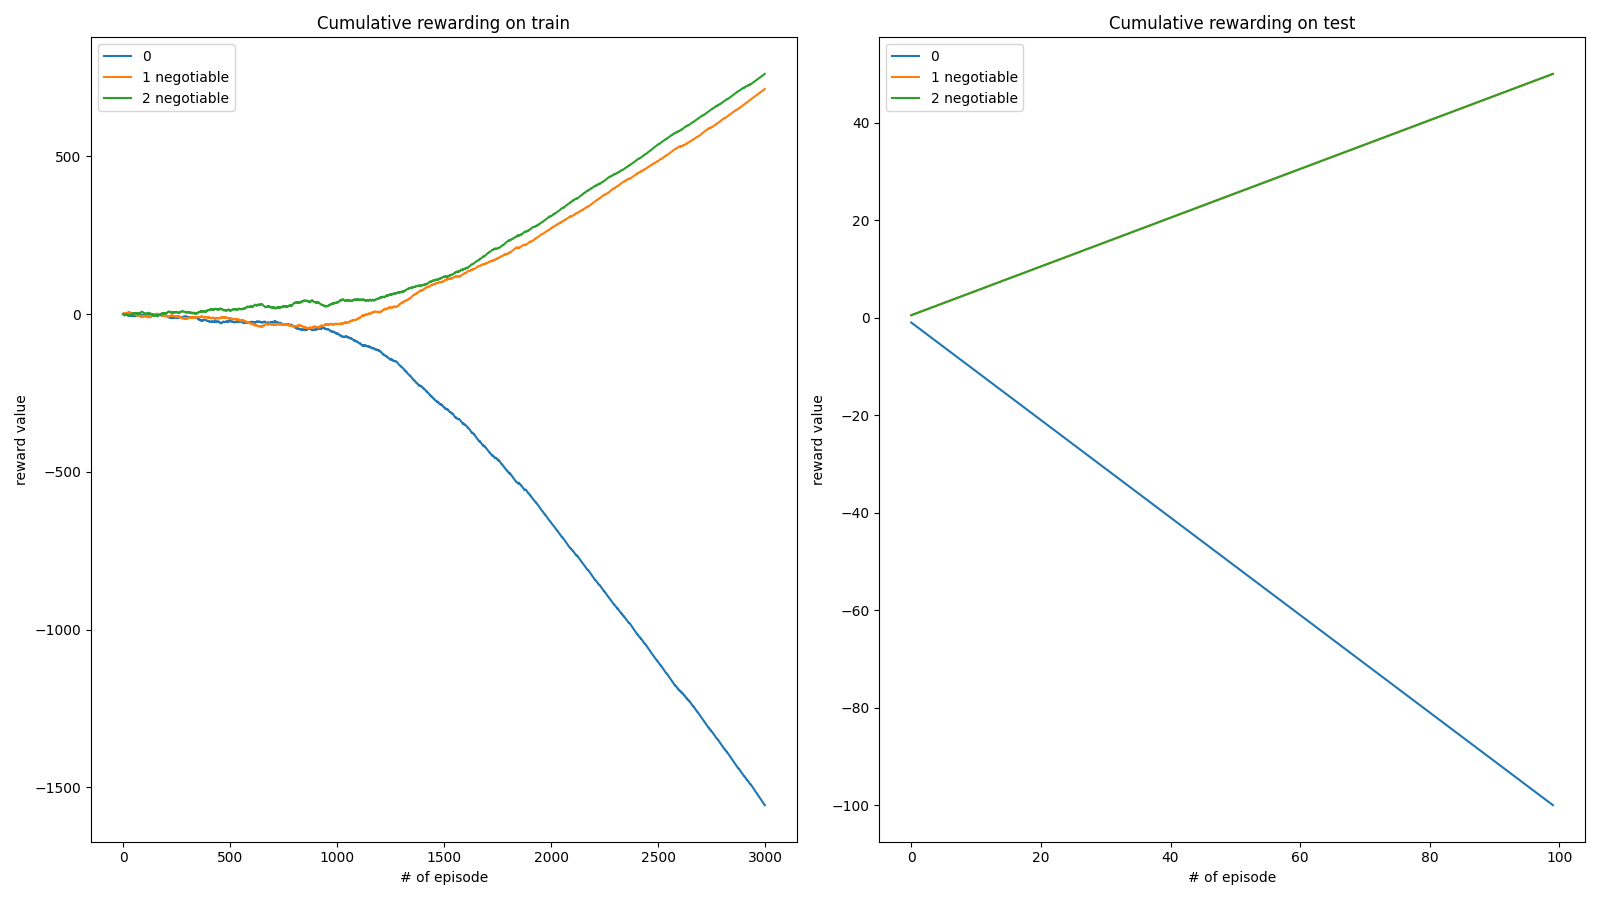 Cumulative rewarding on train
0
1 negotiable
2 negotiable
reward value
500
0
−500
−1000
−1500
0
500
1000
1500
2000
2500
3000
# of episode
Cumulative rewarding on test
0
1 negotiable
2 negotiable
reward value
40
20
0
−20
−40
−60
−80
−100
0
20
40
60
80
100
# of episode